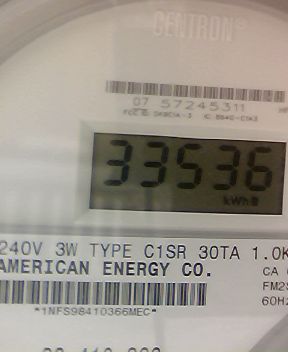 CENTRON®
07 57245311
33536
kWh
240V 3W TYPE C1SR 30TA 1.0K
AMERICAN ENERGY CO.
CA
FM2S
60Hz
*1NFS98410366MEC*